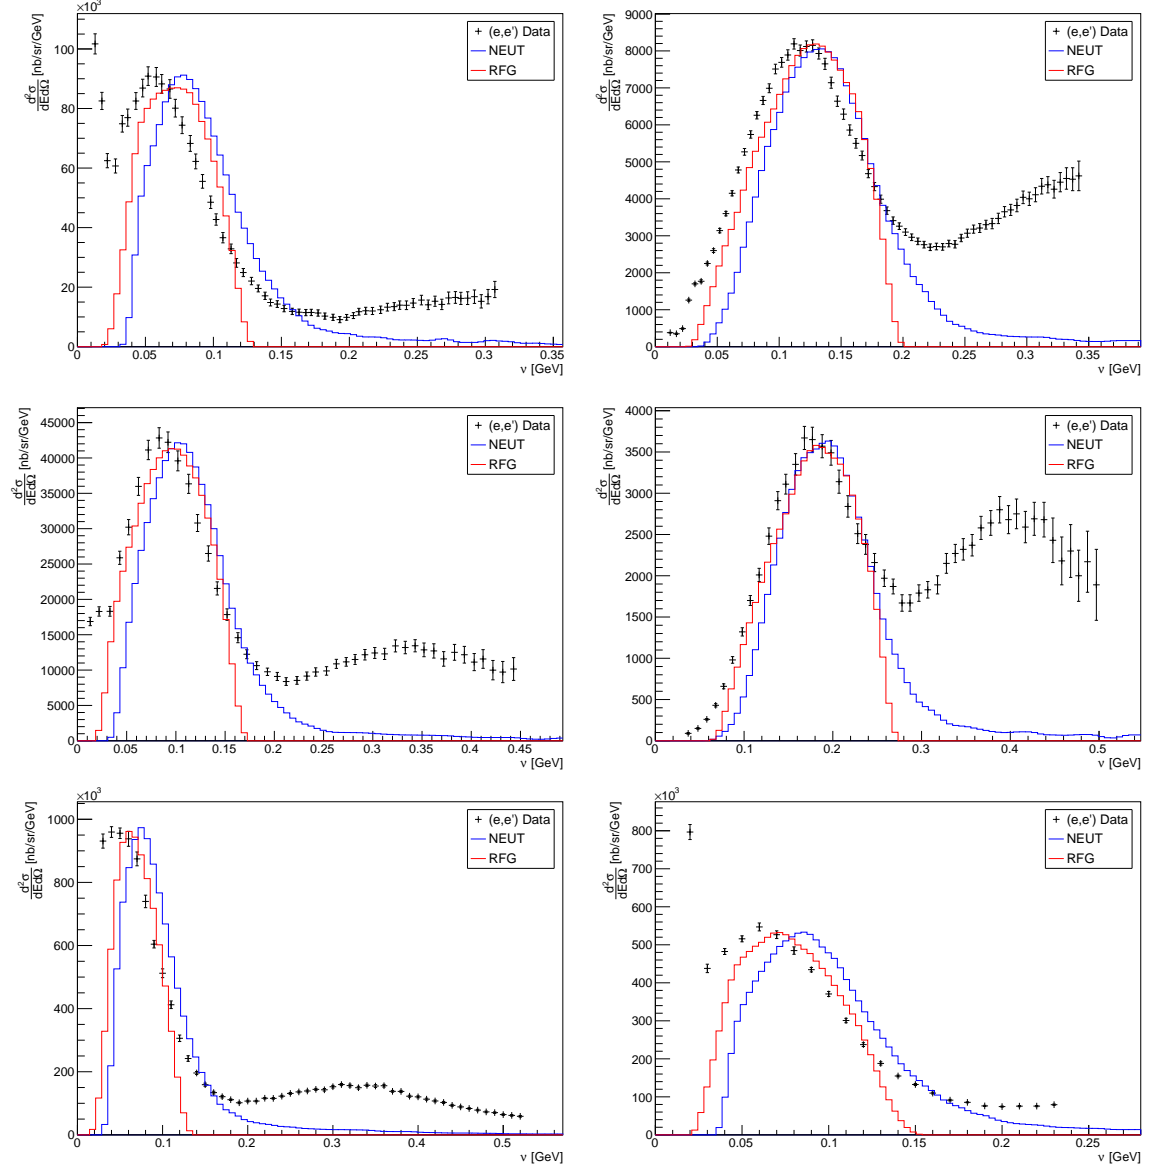 ×10³
d²σ/dEdΩ [nb/sr/GeV]
(e,e') Data
NEUT
RFG
100
80
60
40
20
0
0 0.05 0.1 0.15 0.2 0.25 0.3 0.35
ν [GeV]
d²σ/dEdΩ [nb/sr/GeV]
(e,e') Data
NEUT
RFG
9000
8000
7000
6000
5000
4000
3000
2000
1000
0
0 0.05 0.1 0.15 0.2 0.25 0.3 0.35
ν [GeV]
d²σ/dEdΩ [nb/sr/GeV]
(e,e') Data
NEUT
RFG
45000
40000
35000
30000
25000
20000
15000
10000
5000
0
0 0.05 0.1 0.15 0.2 0.25 0.3 0.35 0.4 0.45
ν [GeV]
d²σ/dEdΩ [nb/sr/GeV]
(e,e') Data
NEUT
RFG
4000
3500
3000
2500
2000
1500
1000
500
0
0 0.1 0.2 0.3 0.4 0.5
ν [GeV]
×10³
d²σ/dEdΩ [nb/sr/GeV]
(e,e') Data
NEUT
RFG
1000
800
600
400
200
0
0 0.1 0.2 0.3 0.4 0.5
ν [GeV]
×10³
d²σ/dEdΩ [nb/sr/GeV]
(e,e') Data
NEUT
RFG
800
700
600
500
400
300
200
100
0
0 0.05 0.1 0.15 0.2 0.25
ν [GeV]